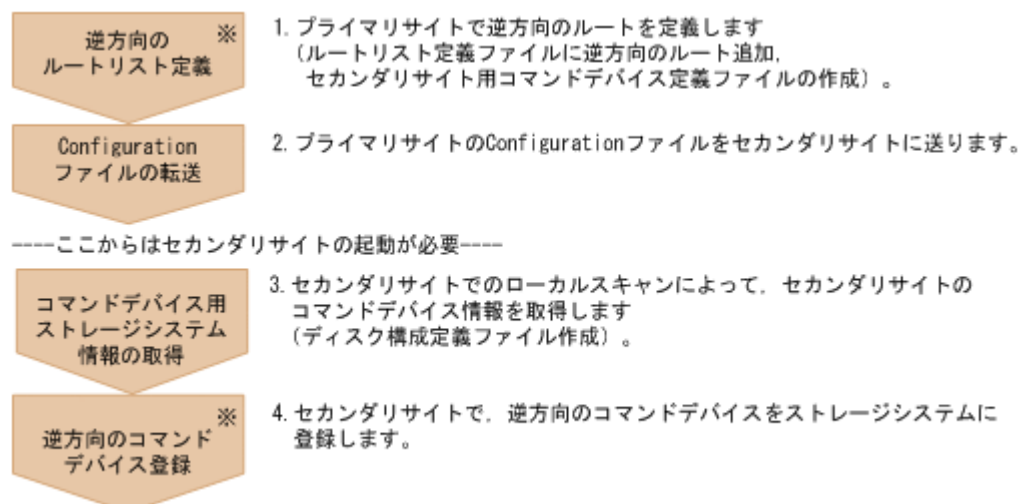 逆方向の ※
ルートリスト定義
1. プライマリサイトで逆方向のルートを定義します
(ルートリスト定義ファイルに逆方向のルート追加,
セカンダリサイト用コマンドデバイス定義ファイルの作成)。
Configuration
ファイルの転送
2. プライマリサイトのConfigurationファイルをセカンダリサイトに送ります。
----ここからはセカンダリサイトの起動が必要----
コマンドデバイス用
ストレージシステム
情報の取得
3. セカンダリサイトでのローカルスキャンによって, セカンダリサイトの
コマンドデバイス情報を取得します
(ディスク構成定義ファイル作成)。
※
逆方向のコマンド
デバイス登録
4. セカンダリサイトで, 逆方向のコマンドデバイスをストレージシステムに
登録します。